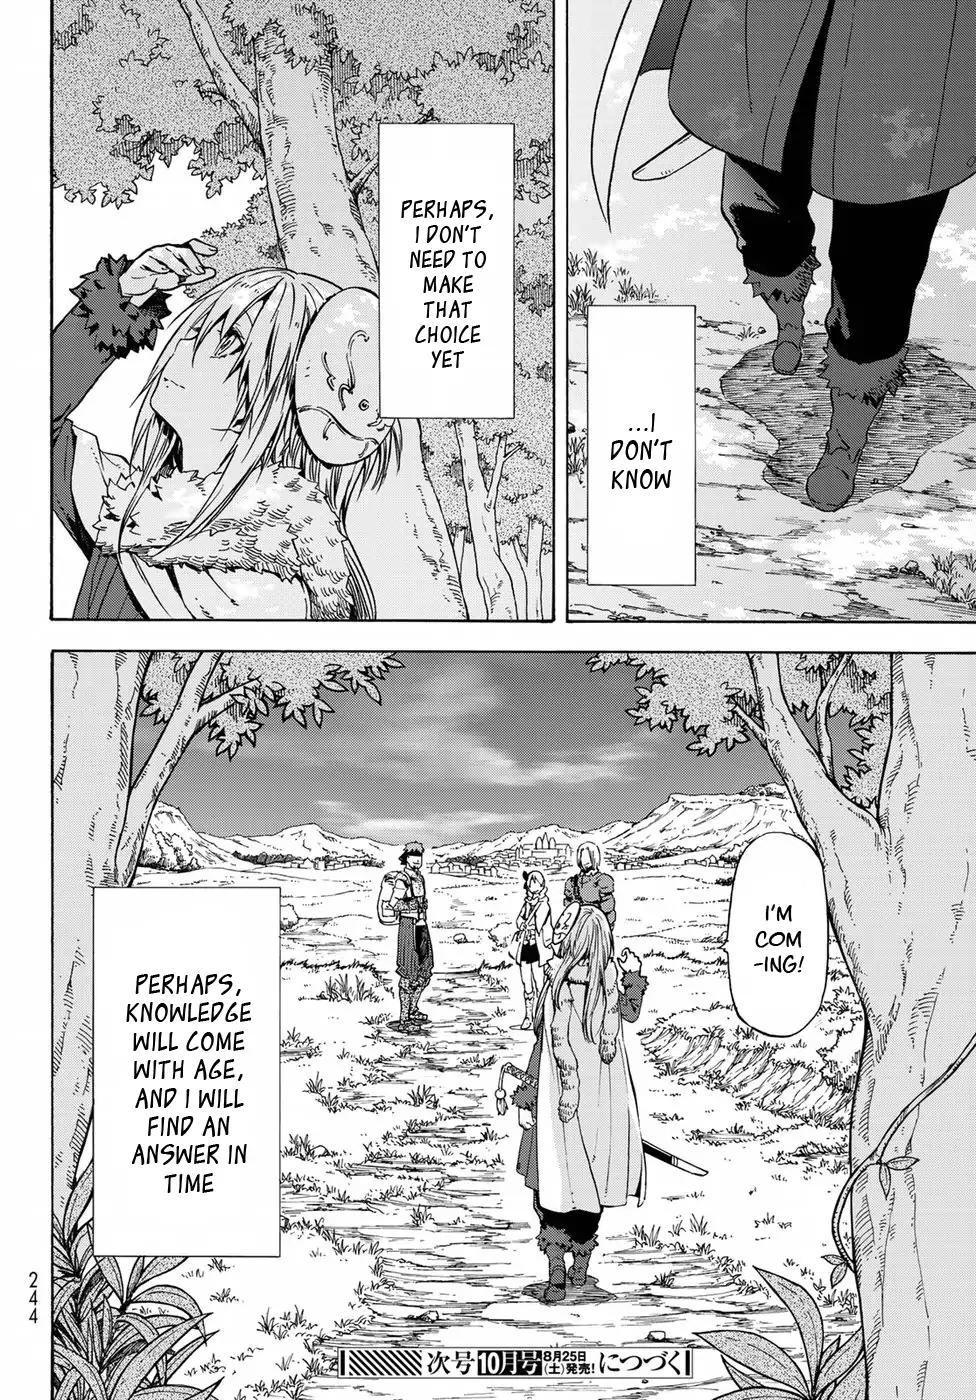 ...I
DON'T
KNOW
PERHAPS,
I DON'T
NEED TO
MAKE
THAT
CHOICE
YET
I'M
COM
-ING!
PERHAPS,
KNOWLEDGE
WILL COME
WITH AGE,
AND I WILL
FIND AN
ANSWER IN
TIME
244
次号10月号8月25日(土)発売!につづく